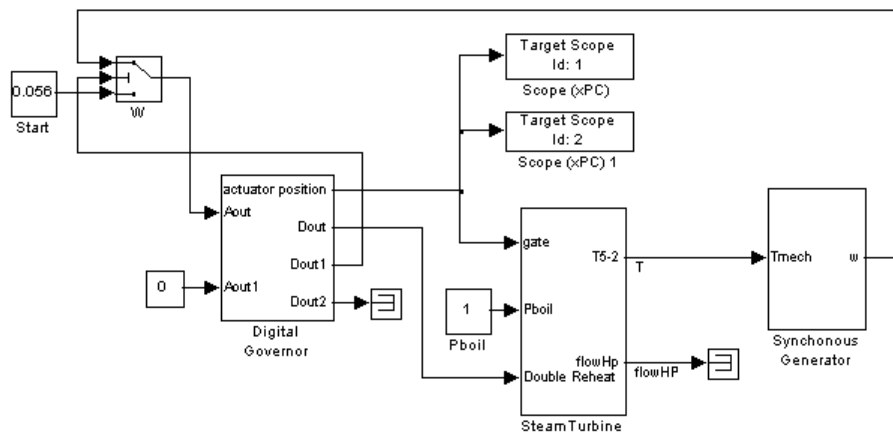 Target Scope
Id: 1
Scope (xPC)
0.056
Start
W
Target Scope
Id: 2
Scope (xPC) 1
actuator position
Aout
Dout
Dout1
Aout1
Dout2
0
Digital
Governor
gate
T5-2
T
1
Pboil
Pboil
flowHp
Double Reheat
flowHP
SteamTurbine
Tmech
w
Synchonous
Generator